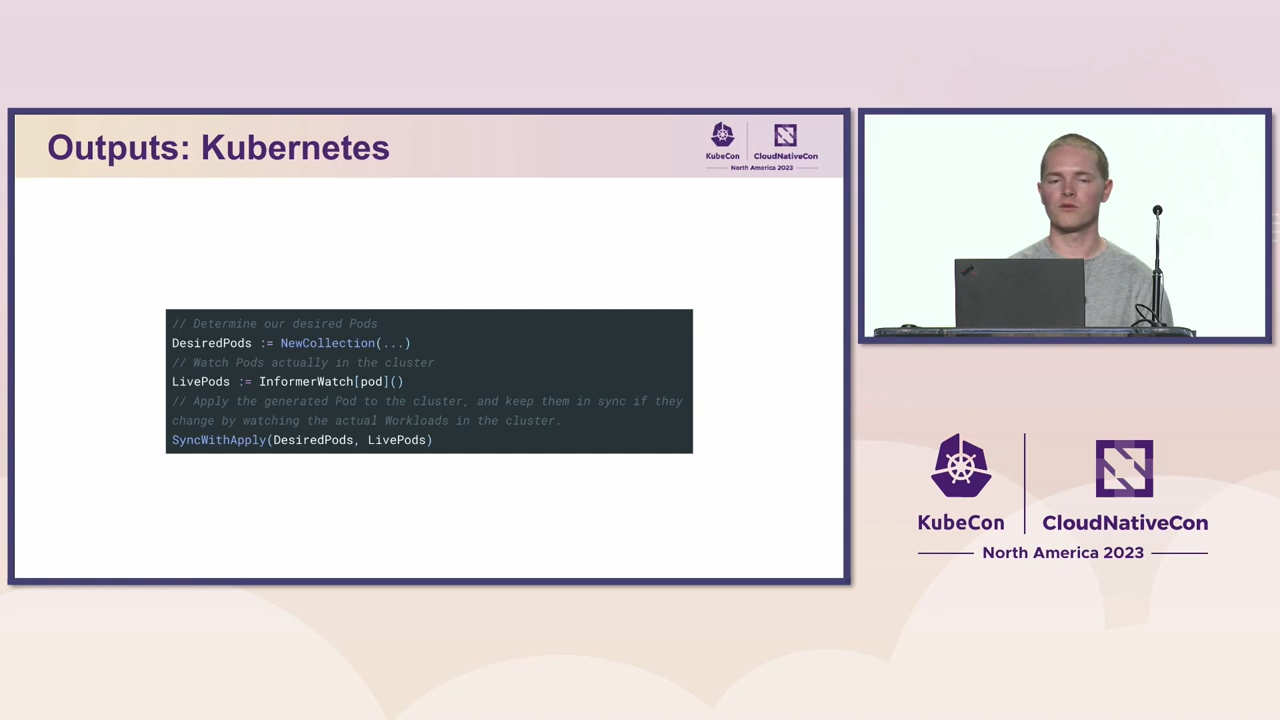 Outputs: Kubernetes
KubeCon
CloudNativeCon
North America 2023
// Determine our desired Pods
DesiredPods := NewCollection(...)
// Watch Pods actually in the cluster
LivePods := InformerWatch[pod]()
// Apply the generated Pod to the cluster, and keep them in sync if they
change by watching the actual Workloads in the cluster.
SyncWithApply(DesiredPods, LivePods)
KubeCon
CloudNativeCon
North America 2023